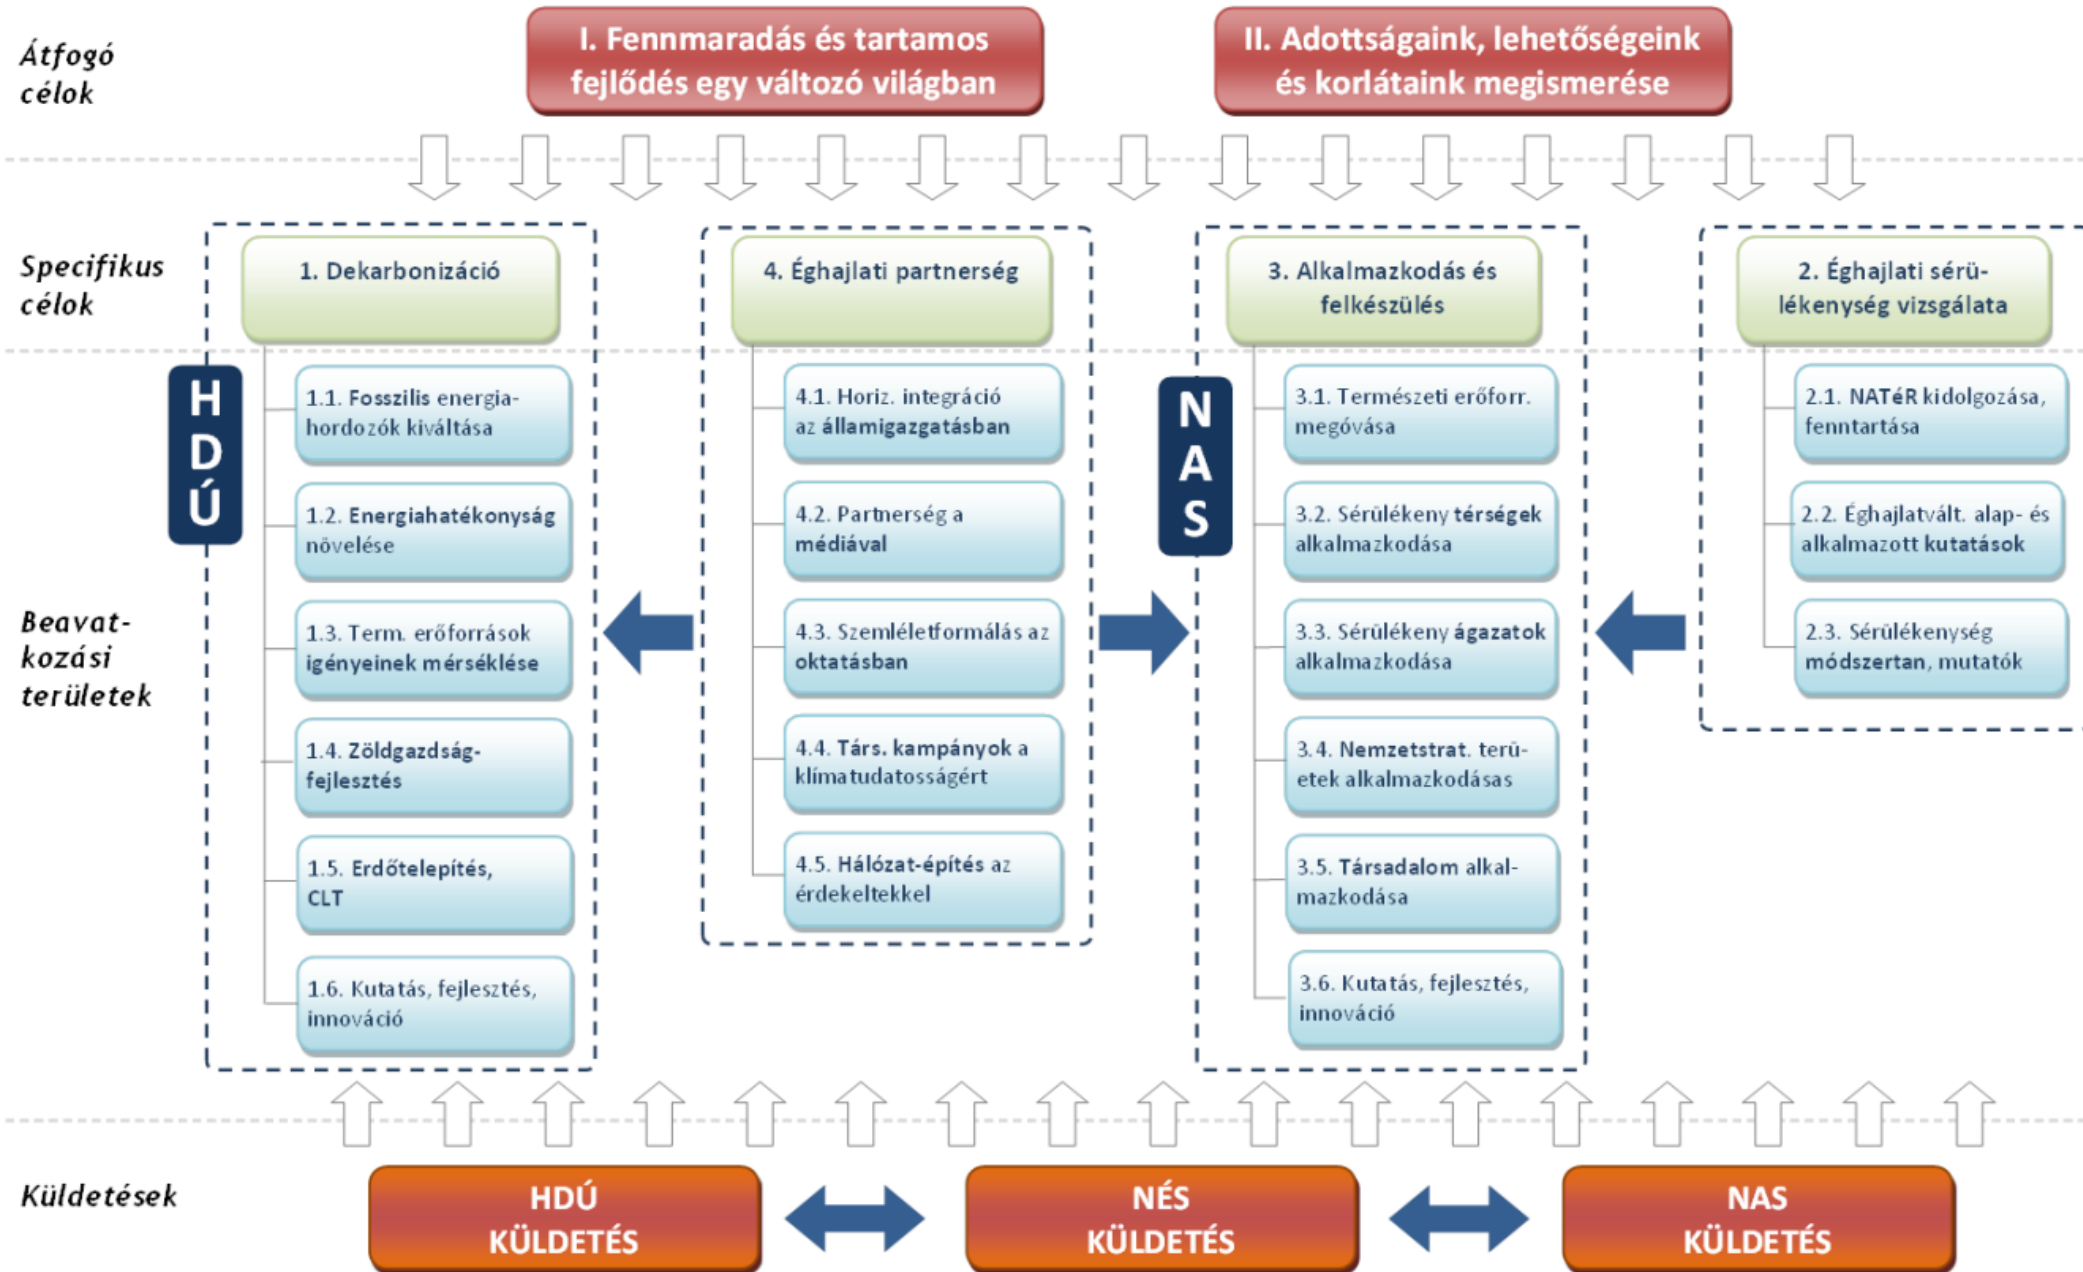 Átfogó
célok
I. Fennmaradás és tartamos
fejlődés egy változó világban
II. Adottságaink, lehetőségeink
és korlátaink megismerése
Specifikus
célok
1. Dekarbonizáció
4. Éghajlati partnerség
3. Alkalmazkodás és
felkészülés
2. Éghajlati sérü-
lékenység vizsgálata
Beavat-
kozási
területek
H
D
Ú
1.1. Fosszilis energia-
hordozók kiváltása
1.2. Energiahatékonyság
növelése
1.3. Term. erőforrások
igényeinek mérséklése
1.4. Zöldgazdság-
fejlesztés
1.5. Erdőtelepítés,
CLT
1.6. Kutatás, fejlesztés,
innováció
4.1. Horiz. integráció
az államigazgatásban
4.2. Partnerség a
médiával
4.3. Szemléletformálás az
oktatásban
4.4. Társ. kampányok a
klímatudatosságért
4.5. Hálózat-építés az
érdekeltekkel
N
A
S
3.1. Természeti erőforr.
megóvása
3.2. Sérülékeny térségek
alkalmazkodása
3.3. Sérülékeny ágazatok
alkalmazkodása
3.4. Nemzetstrat. terü-
etek alkalmazkodásas
3.5. Társadalom alkal-
mazkodása
3.6. Kutatás, fejlesztés,
innováció
2.1. NATéR kidolgozása,
fenntartása
2.2. Éghajlatvált. alap- és
alkalmazott kutatások
2.3. Sérülékenység
módszertan, mutatók
Küldetések
HDÚ
KÜLDETÉS
NÉS
KÜLDETÉS
NAS
KÜLDETÉS